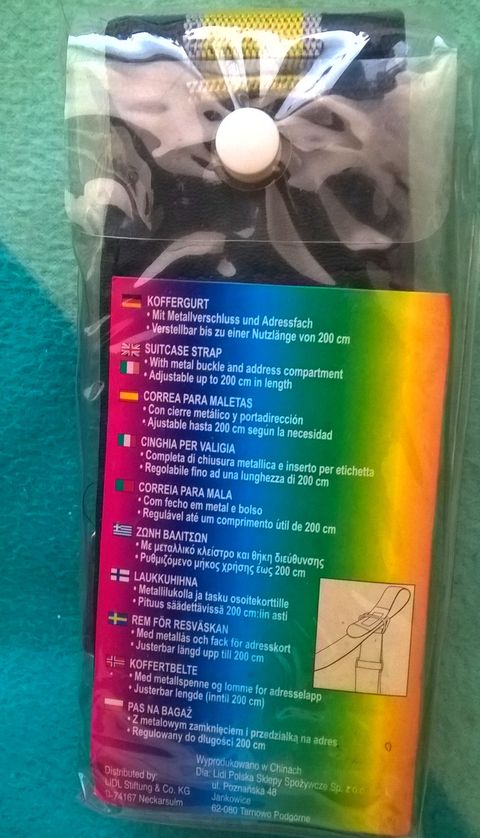 KOFFERGURT
• Mit Metallverschluss und Adressfach
• Verstellbar bis zu einer Nutzlänge von 200 cm
SUITCASE STRAP
• With metal buckle and address compartment
• Adjustable up to 200 cm in length
CORREA PARA MALETAS
• Con cierre metálico y portadirección
• Ajustable hasta 200 cm según la necesidad
CINGHIA PER VALIGIA
• Completa di chiusura metallica e inserto per etichetta
• Regolabile fino ad una lunghezza di 200 cm
CORREIA PARA MALA
• Com fecho em metal e bolso
• Regulável até um comprimento útil de 200 cm
ΖΩΝΗ ΒΑΛΙΤΣΩΝ
• Με μεταλλικό κλείστρο και θήκη διεύθυνσης
• Ρυθμιζόμενο μήκος χρήσης έως 200 cm
LAUKKUHIHNA
• Metallilukolla ja tasku osoitekorttille
• Pituus säädettävissä 200 cm:iin asti
REM FÖR RESVÄSKAN
• Med metallås och fack för adresskort
• Justerbar längd upp till 200 cm
KOFFERTBELTE
• Med metallspenne og lomme for adresselapp
• Justerbar lengde (inntil 200 cm)
PAS NA BAGAŻ
• Z metalowym zamknięciem i przedzialką na adres
• Regulowany do długości 200 cm
Distributed by:
LIDL Stiftung & Co. KG
D-74167 Neckarsulm
Wyprodukowano w Chinach
Dla: Lidl Polska Sklepy Spożywcze Sp. z o.o.
ul. Poznańska 48
Jankowice
62-080 Tarnowo Podgórne